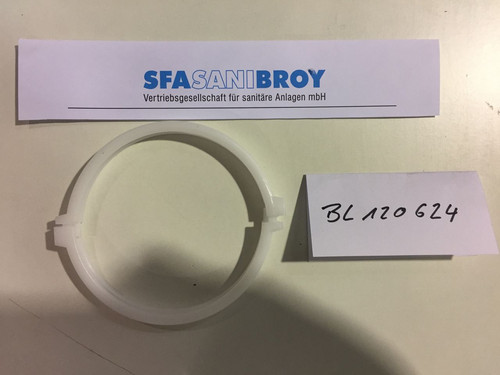 SFASANIBROY
Vertriebsgesellschaft für sanitäre Anlagen mbH
BL 120 624